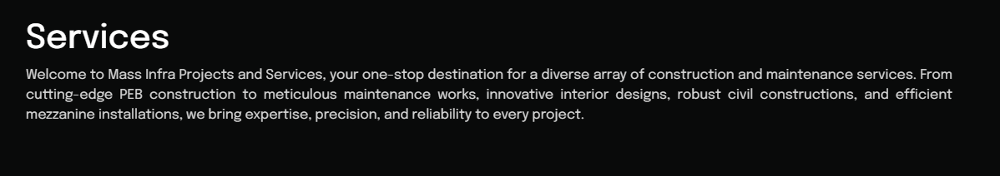 Services
Welcome to Mass Infra Projects and Services, your one-stop destination for a diverse array of construction and maintenance services. From
cutting-edge PEB construction to meticulous maintenance works, innovative interior designs, robust civil constructions, and efficient
mezzanine installations, we bring expertise, precision, and reliability to every project.